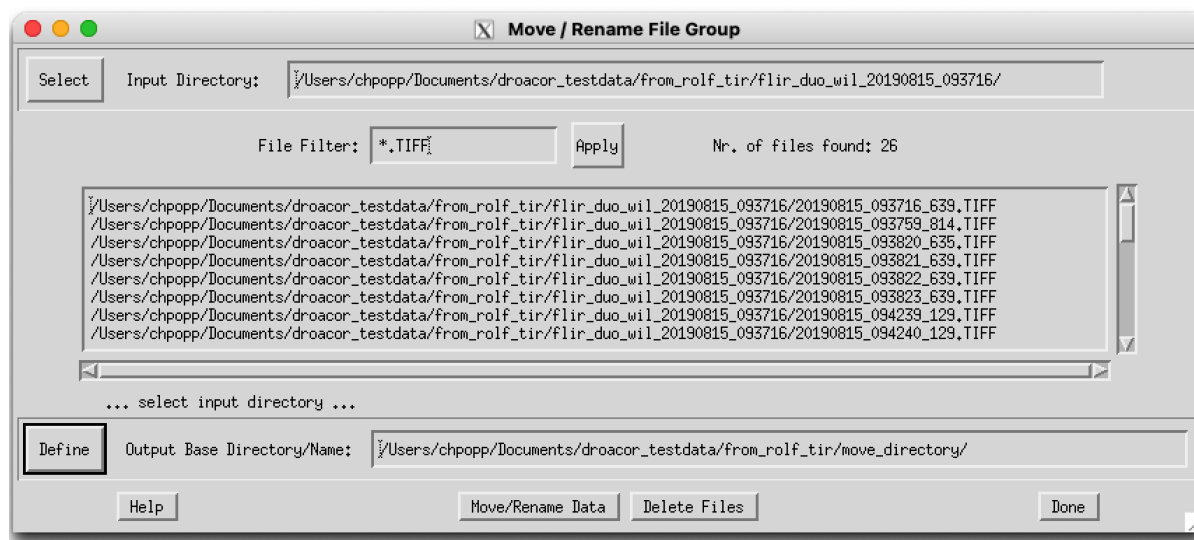 Move / Rename File Group
Select Input Directory: /Users/chpopp/Documents/droacor_testdata/from_rolf_tir/flir_duo_wil_20190815_093716/
File Filter: *.TIFF Apply Nr. of files found: 26
/Users/chpopp/Documents/droacor_testdata/from_rolf_tir/flir_duo_wil_20190815_093716/20190815_093716_639.TIFF
/Users/chpopp/Documents/droacor_testdata/from_rolf_tir/flir_duo_wil_20190815_093716/20190815_093759_814.TIFF
/Users/chpopp/Documents/droacor_testdata/from_rolf_tir/flir_duo_wil_20190815_093716/20190815_093820_635.TIFF
/Users/chpopp/Documents/droacor_testdata/from_rolf_tir/flir_duo_wil_20190815_093716/20190815_093821_639.TIFF
/Users/chpopp/Documents/droacor_testdata/from_rolf_tir/flir_duo_wil_20190815_093716/20190815_093822_639.TIFF
/Users/chpopp/Documents/droacor_testdata/from_rolf_tir/flir_duo_wil_20190815_093716/20190815_093823_639.TIFF
/Users/chpopp/Documents/droacor_testdata/from_rolf_tir/flir_duo_wil_20190815_093716/20190815_094239_129.TIFF
/Users/chpopp/Documents/droacor_testdata/from_rolf_tir/flir_duo_wil_20190815_093716/20190815_094240_129.TIFF
... select input directory ...
Define Output Base Directory/Name: /Users/chpopp/Documents/droacor_testdata/from_rolf_tir/move_directory/
Help Move/Rename Data Delete Files Done